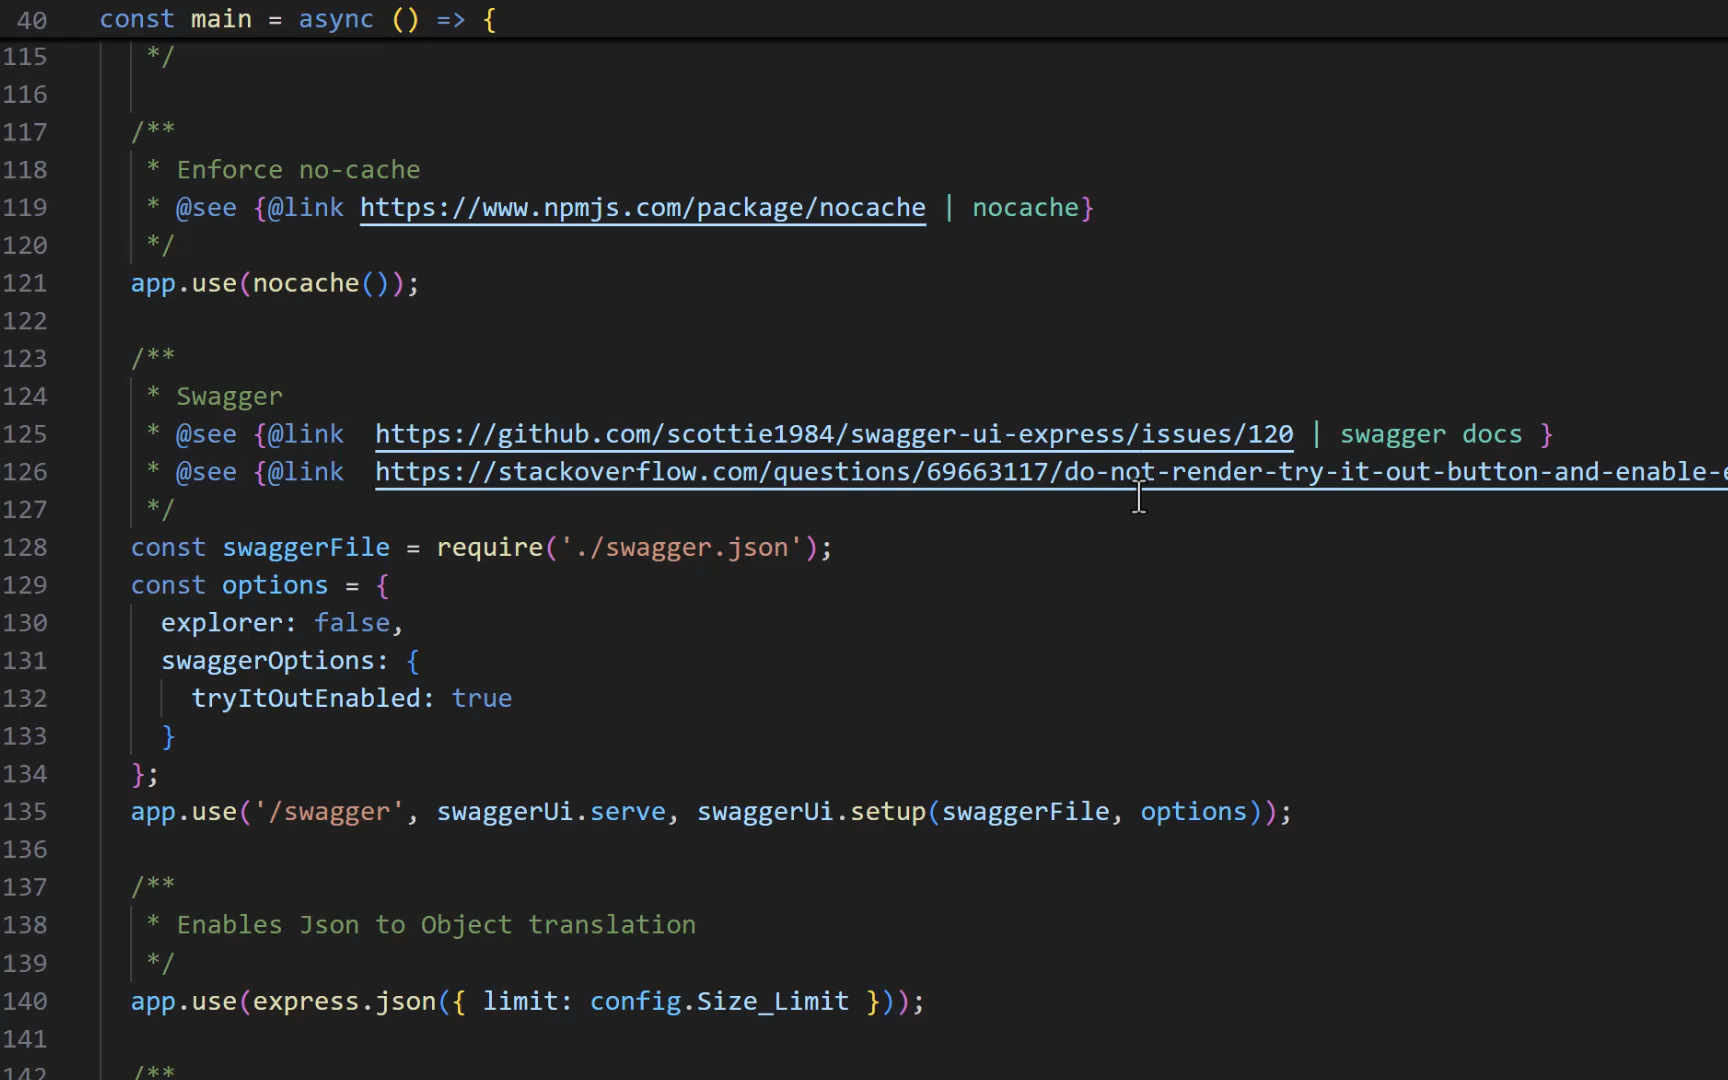 40 const main = async () => {
115 */
116
117 /**
118 * Enforce no-cache
119 * @see {@link https://www.npmjs.com/package/nocache | nocache}
120 */
121 app.use(nocache());
122
123 /**
124 * Swagger
125 * @see {@link  https://github.com/scottie1984/swagger-ui-express/issues/120 | swagger docs }
126 * @see {@link  https://stackoverflow.com/questions/69663117/do-not-render-try-it-out-button-and-enable-
127 */
128 const swaggerFile = require('./swagger.json');
129 const options = {
130 explorer: false,
131 swaggerOptions: {
132 tryItOutEnabled: true
133 }
134 };
135 app.use('/swagger', swaggerUi.serve, swaggerUi.setup(swaggerFile, options));
136
137 /**
138 * Enables Json to Object translation
139 */
140 app.use(express.json({ limit: config.Size_Limit }));
141
142 /**